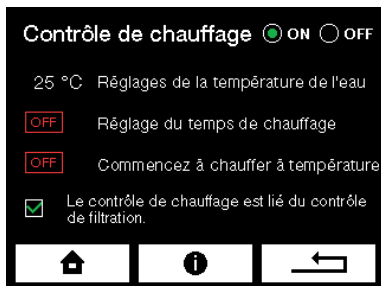 Contrôle de chauffage ON OFF
25 °C Réglages de la température de l'eau
OFF Réglage du temps de chauffage
OFF Commencez à chauffer à température
Le contrôle de chauffage est lié du contrôle
de filtration.